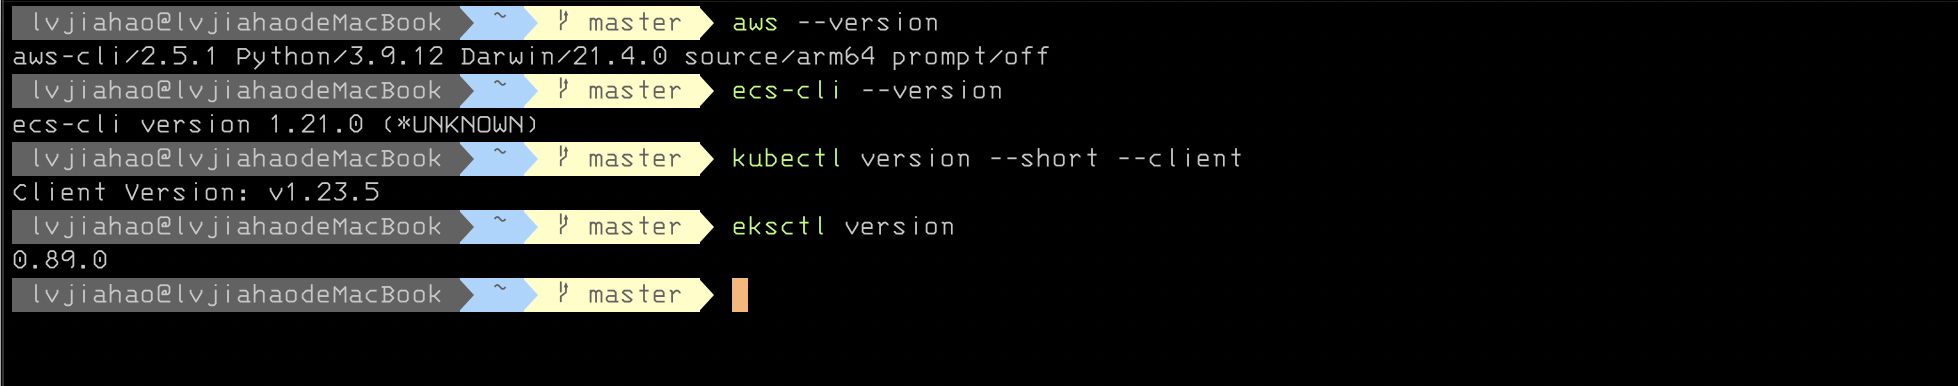 lvjiahao@lvjiahaodeMacBook ~ master aws --version
aws-cli/2.5.1 Python/3.9.12 Darwin/21.4.0 source/arm64 prompt/off
lvjiahao@lvjiahaodeMacBook ~ master ecs-cli --version
ecs-cli version 1.21.0 (*UNKNOWN)
lvjiahao@lvjiahaodeMacBook ~ master kubectl version --short --client
Client Version: v1.23.5
lvjiahao@lvjiahaodeMacBook ~ master eksctl version
0.89.0
lvjiahao@lvjiahaodeMacBook ~ master